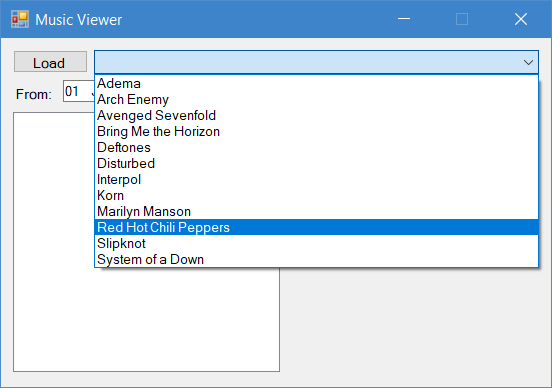 Music Viewer
Load
From: 01
Adema
Arch Enemy
Avenged Sevenfold
Bring Me the Horizon
Deftones
Disturbed
Interpol
Korn
Marilyn Manson
Red Hot Chili Peppers
Slipknot
System of a Down